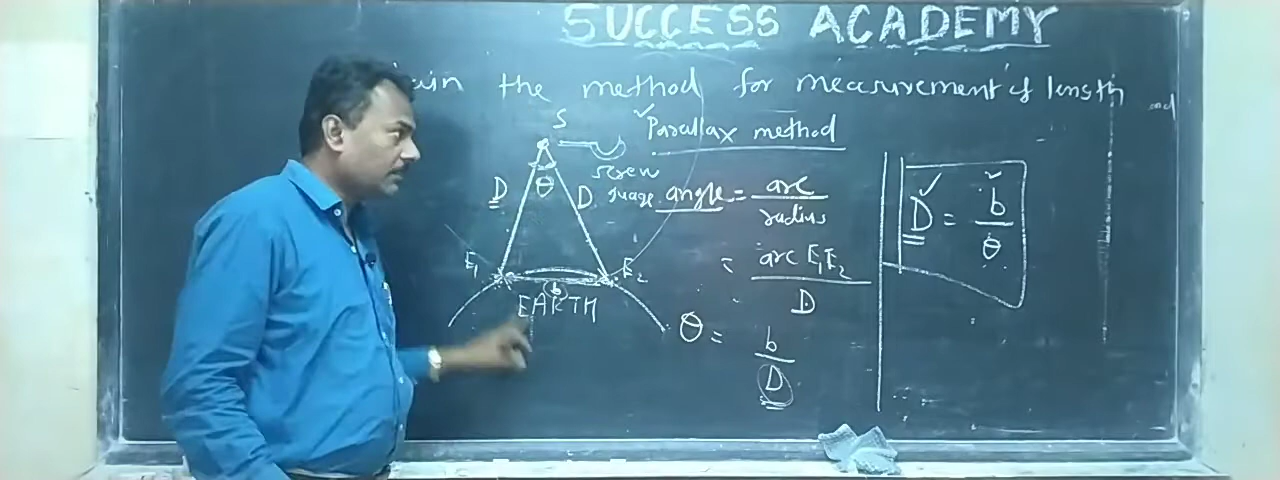 SUCCESS ACADEMY
the method for measurement of length
S
Parallax method
screw
guage
D θ D
angle = arc / radius
= arc E₁E₂ / D
E₁ E₂
b
EARTH
θ = b / D
D = b / θ